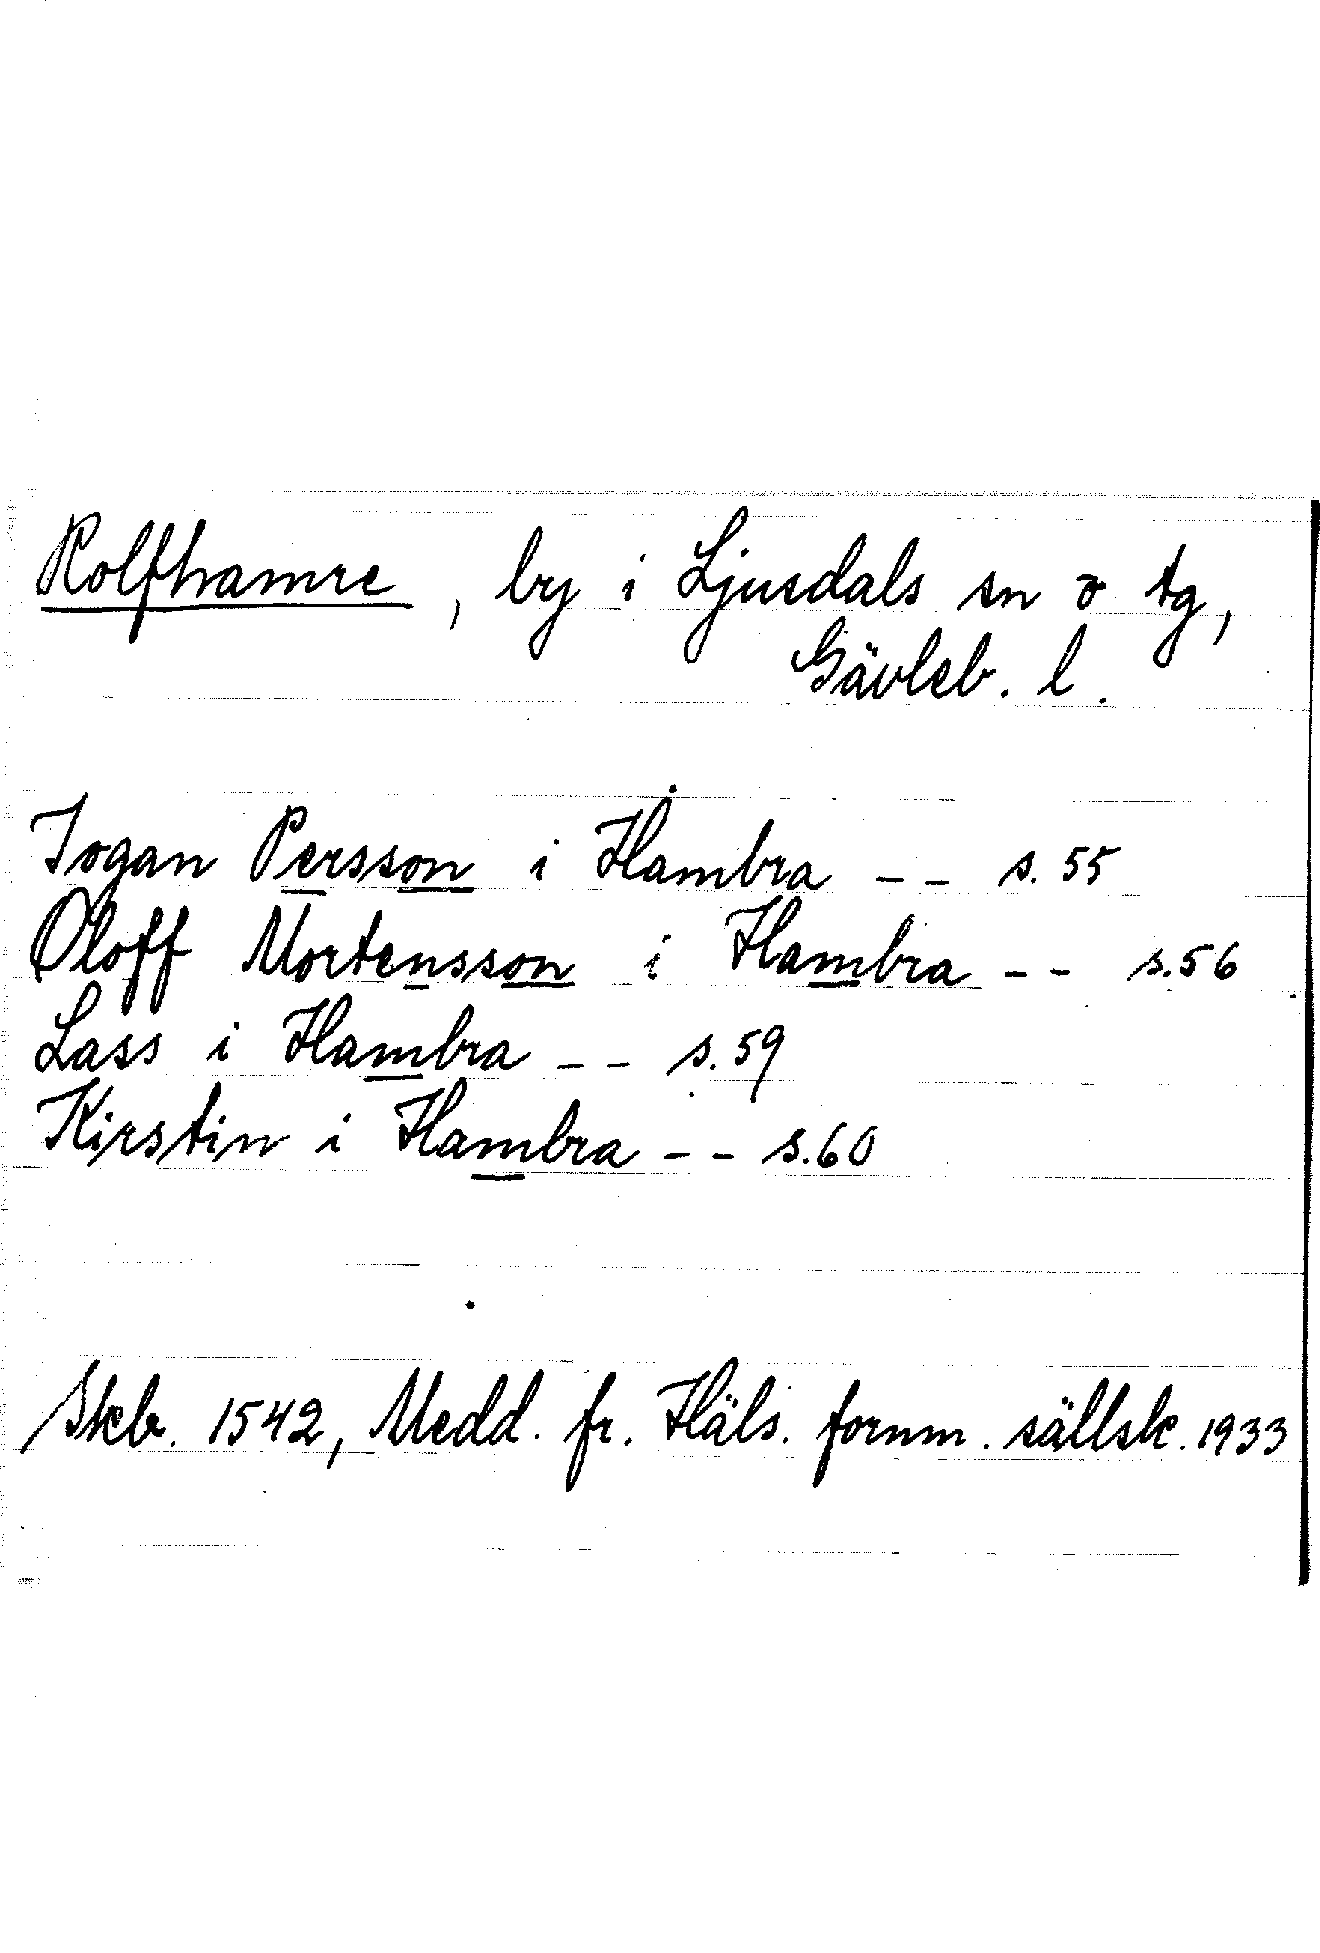 Rolfhamre, by i Ljusdals sn o tg,
Gävleb. l.
Jogan Persson i Hambra -- s. 55
Oloff Mortensson i Hambra -- s. 56
Lass i Hambra -- s. 59
Kirstin i Hambra -- s. 60
Skb. 1542, Medd. fr. Häls. fornm. sällsk. 1933